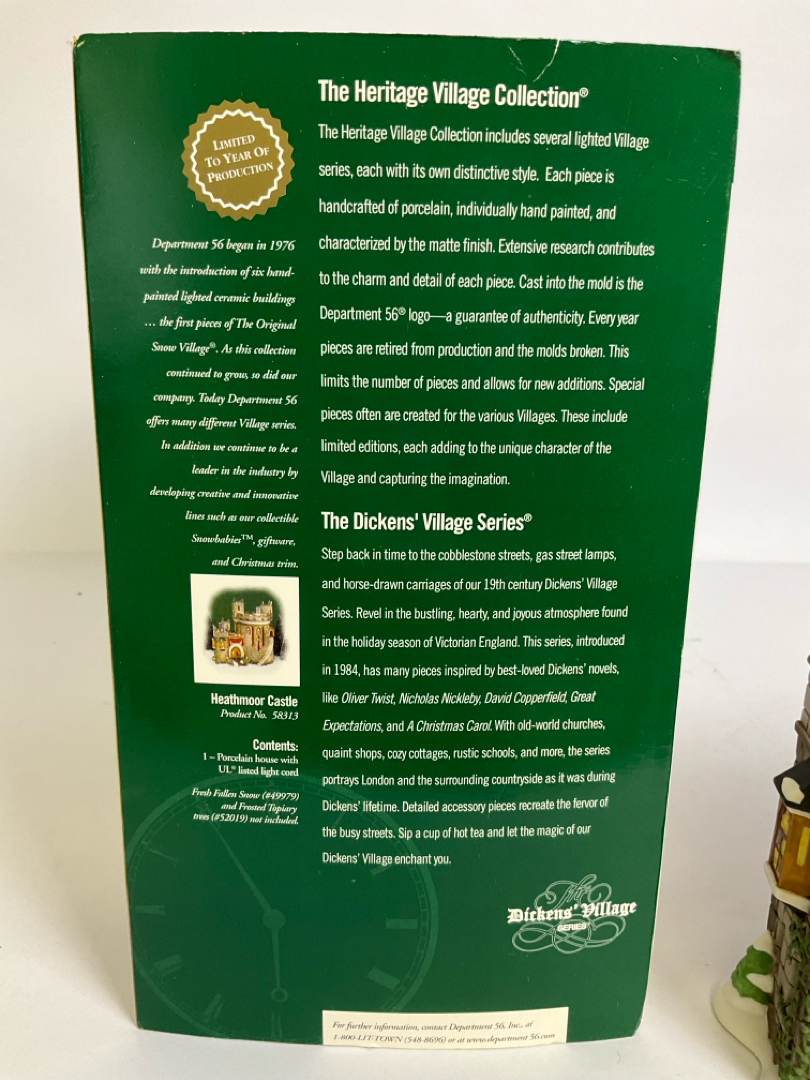 LIMITED
TO YEAR OF
PRODUCTION
Department 56 began in 1976
with the introduction of six hand-
painted lighted ceramic buildings
... the first pieces of The Original
Snow Village®. As this collection
continued to grow, so did our
company. Today Department 56
offers many different Village series.
In addition we continue to be a
leader in the industry by
developing creative and innovative
lines such as our collectible
Snowbabies™, giftware,
and Christmas trim.
Heathmoor Castle
Product No. 58313
Contents:
1 – Porcelain house with
UL® listed light cord
Fresh Fallen Snow (#49979)
and Frosted Topiary
trees (#52019) not included.
The Heritage Village Collection®
The Heritage Village Collection includes several lighted Village
series, each with its own distinctive style. Each piece is
handcrafted of porcelain, individually hand painted, and
characterized by the matte finish. Extensive research contributes
to the charm and detail of each piece. Cast into the mold is the
Department 56® logo—a guarantee of authenticity. Every year
pieces are retired from production and the molds broken. This
limits the number of pieces and allows for new additions. Special
pieces often are created for the various Villages. These include
limited editions, each adding to the unique character of the
Village and capturing the imagination.
The Dickens' Village Series®
Step back in time to the cobblestone streets, gas street lamps,
and horse-drawn carriages of our 19th century Dickens' Village
Series. Revel in the bustling, hearty, and joyous atmosphere found
in the holiday season of Victorian England. This series, introduced
in 1984, has many pieces inspired by best-loved Dickens' novels,
like Oliver Twist, Nicholas Nickleby, David Copperfield, Great
Expectations, and A Christmas Carol. With old-world churches,
quaint shops, cozy cottages, rustic schools, and more, the series
portrays London and the surrounding countryside as it was during
Dickens' lifetime. Detailed accessory pieces recreate the fervor of
the busy streets. Sip a cup of hot tea and let the magic of our
Dickens' Village enchant you.
The
Dickens' Village
SERIES
For further information, contact Department 56, Inc., at
1-800-LIT-TOWN (548-8696) or at www.department 56.com